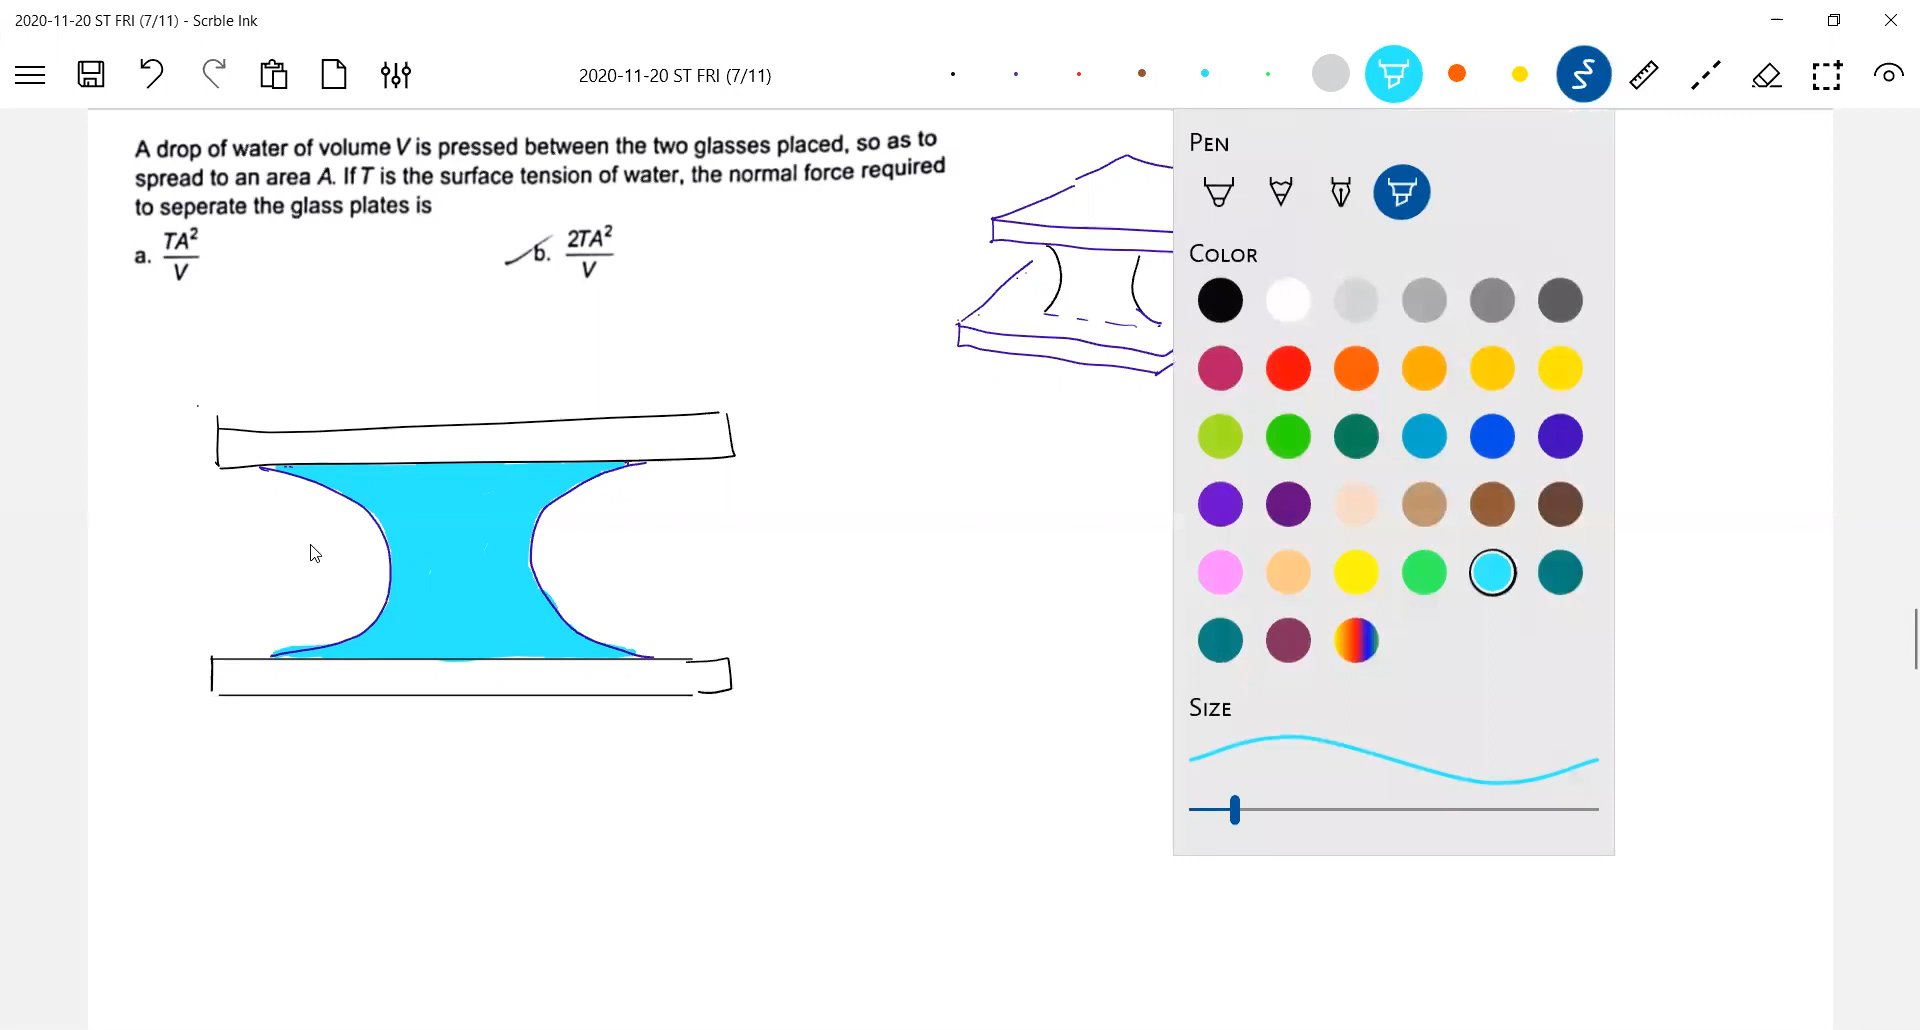 2020-11-20 ST FRI (7/11) - Scrble Ink
2020-11-20 ST FRI (7/11)
A drop of water of volume V is pressed between the two glasses placed, so as to
spread to an area A. If T is the surface tension of water, the normal force required
to seperate the glass plates is
a. TA²/V
b. 2TA²/V
PEN
COLOR
SIZE